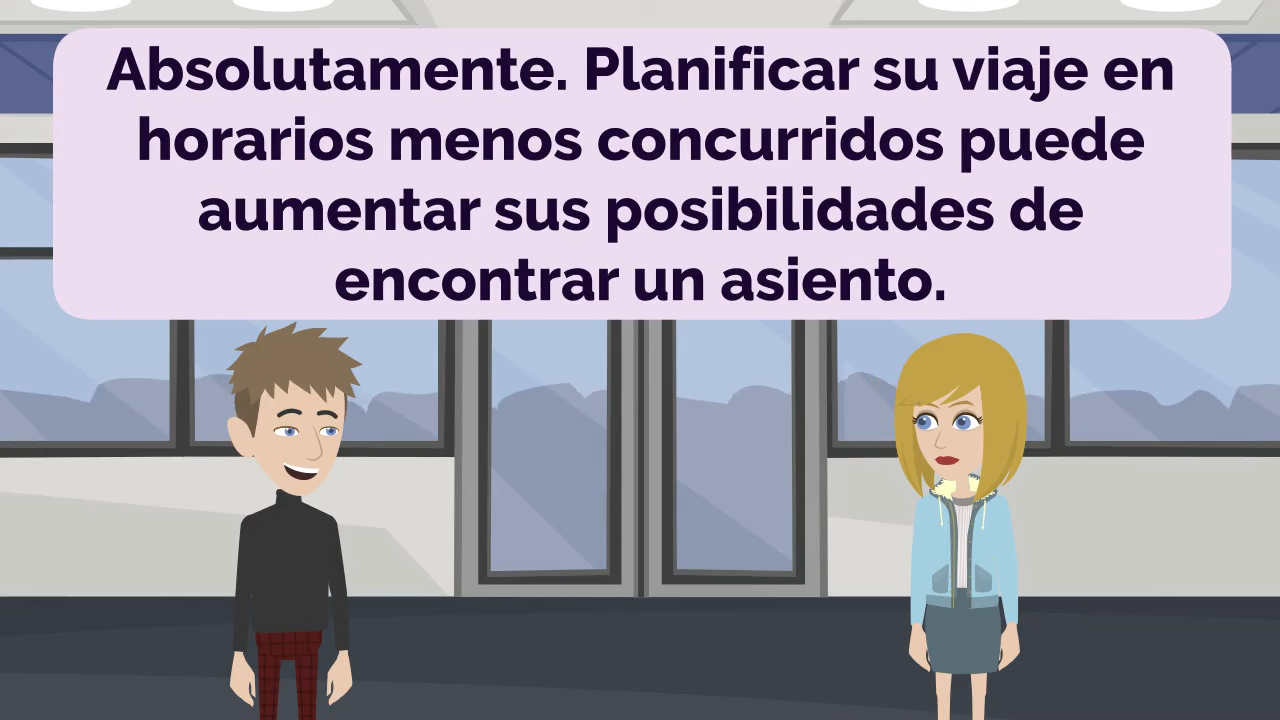 Absolutamente. Planificar su viaje en
horarios menos concurridos puede
aumentar sus posibilidades de
encontrar un asiento.